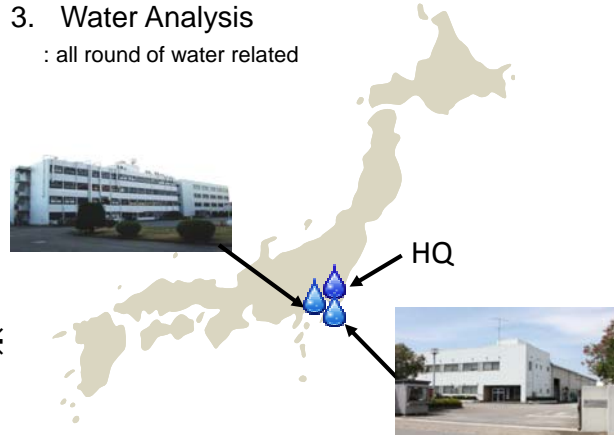 3. Water Analysis
: all round of water related
HQ